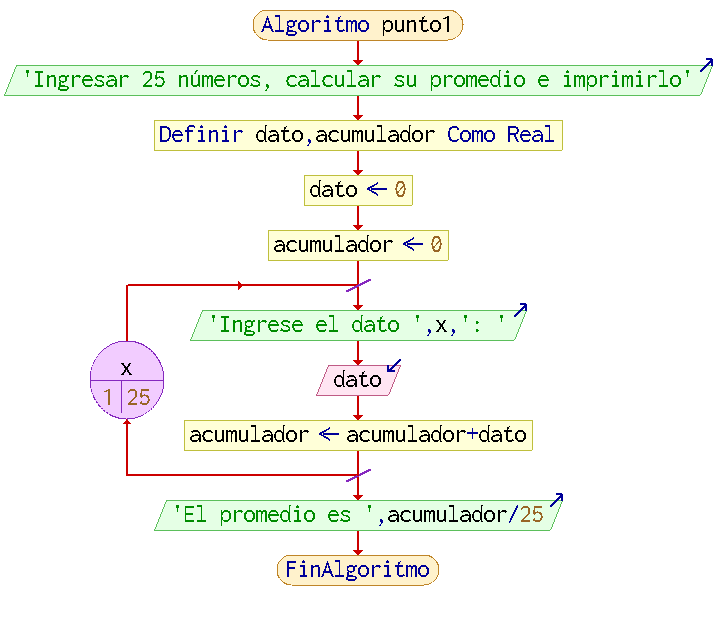 Algoritmo punto1
'Ingresar 25 números, calcular su promedio e imprimirlo'
Definir dato,acumulador Como Real
dato ← 0
acumulador ← 0
'Ingrese el dato ',x,': '
x
1 25
dato
acumulador ← acumulador+dato
'El promedio es ',acumulador/25
FinAlgoritmo